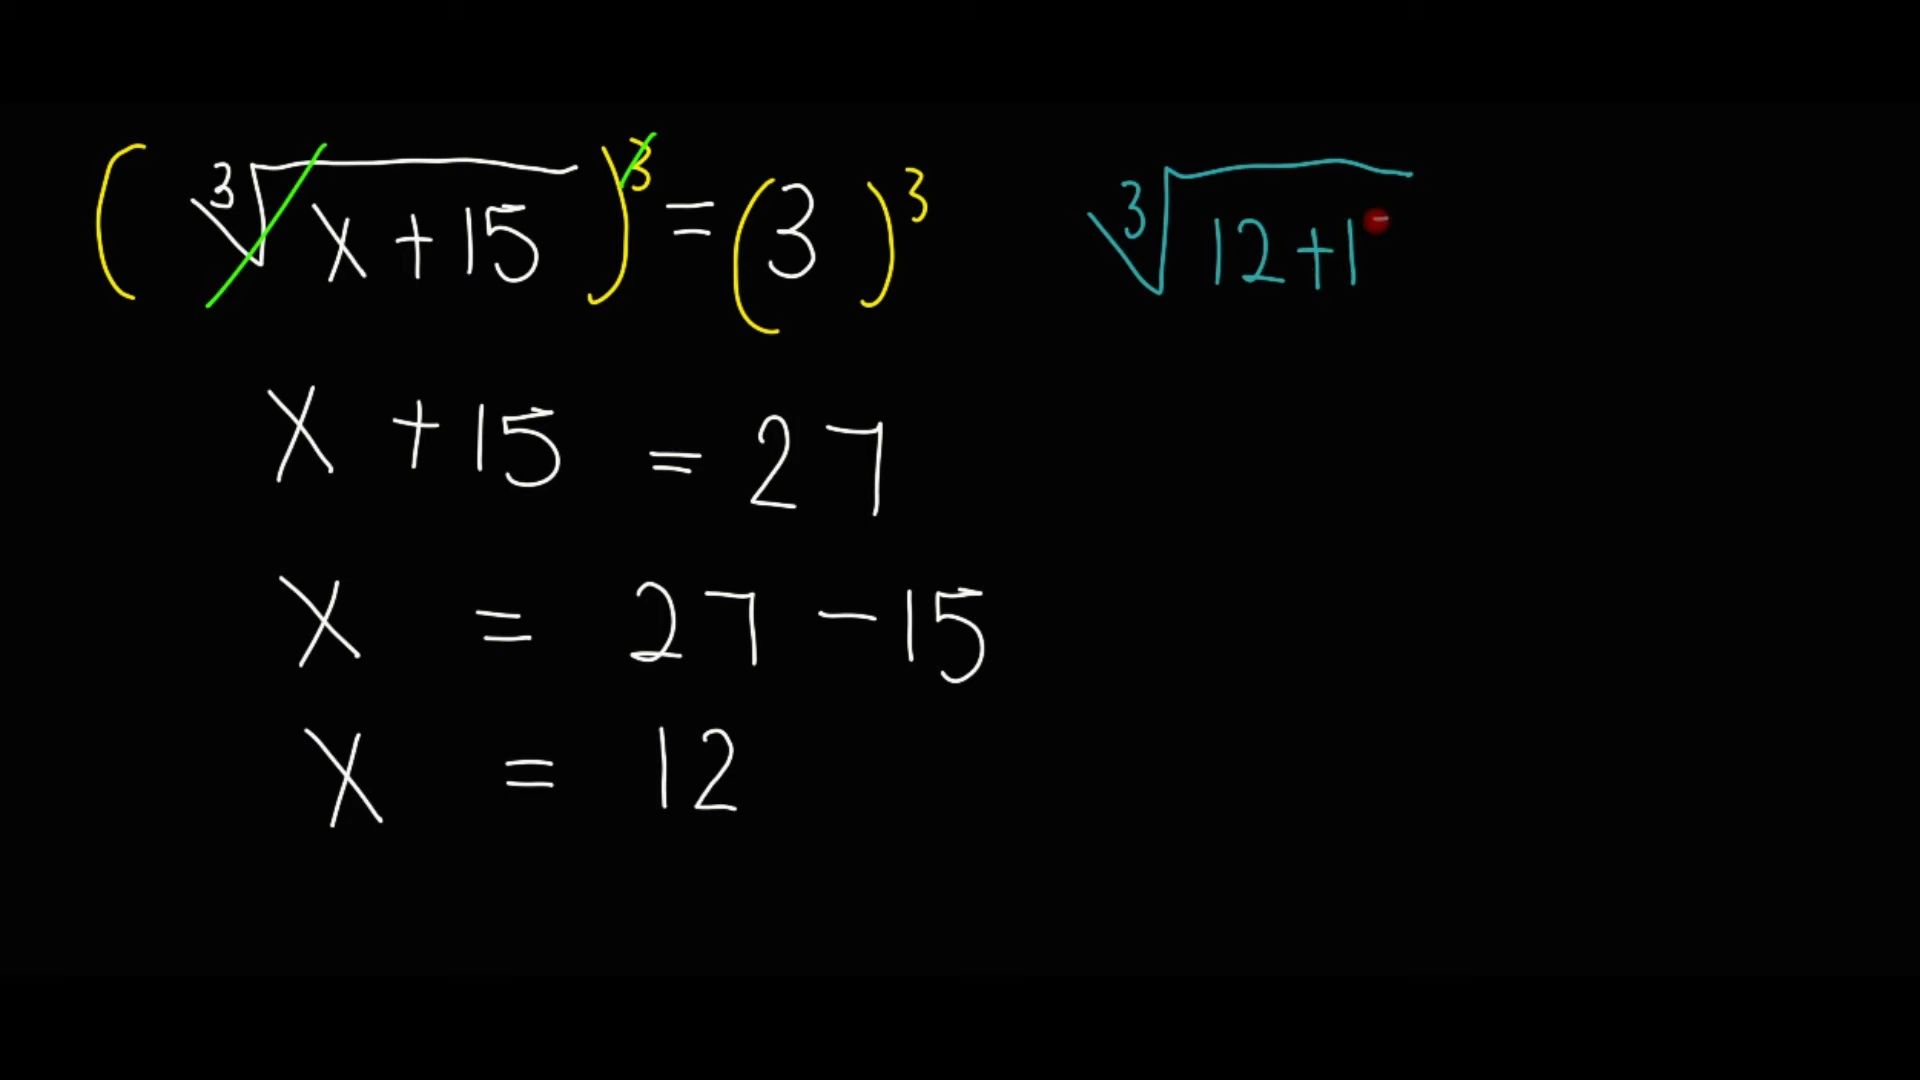 (∛(x+15))³ = (3)³
x + 15 = 27
x = 27 - 15
x = 12
∛(12+1